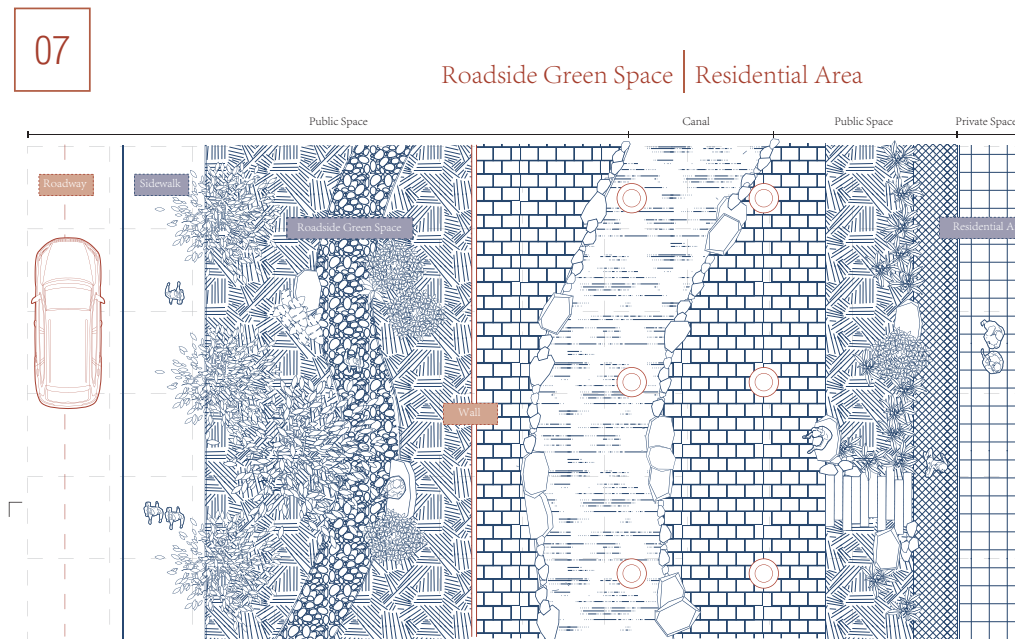 07
Roadside Green Space | Residential Area
Public Space
Canal
Public Space
Private Space
Roadway
Sidewalk
Roadside Green Space
Residential A
Wall